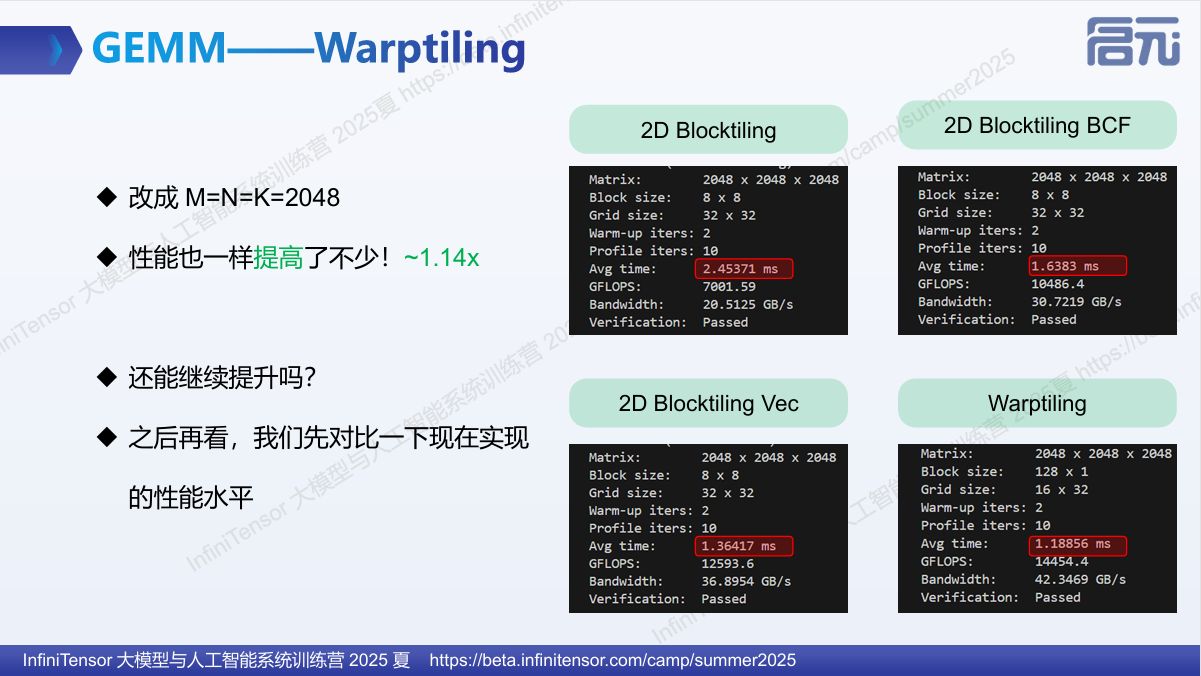 GEMM——Warptiling
启元
◆ 改成 M=N=K=2048
◆ 性能也一样提高了不少！~1.14x
◆ 还能继续提升吗？
◆ 之后再看，我们先对比一下现在实现
的性能水平
2D Blocktiling
Matrix: 2048 x 2048 x 2048
Block size: 8 x 8
Grid size: 32 x 32
Warm-up iters: 2
Profile iters: 10
Avg time: 2.45371 ms
GFLOPS: 7001.59
Bandwidth: 20.5125 GB/s
Verification: Passed
2D Blocktiling BCF
Matrix: 2048 x 2048 x 2048
Block size: 8 x 8
Grid size: 32 x 32
Warm-up iters: 2
Profile iters: 10
Avg time: 1.6383 ms
GFLOPS: 10486.4
Bandwidth: 30.7219 GB/s
Verification: Passed
2D Blocktiling Vec
Matrix: 2048 x 2048 x 2048
Block size: 8 x 8
Grid size: 32 x 32
Warm-up iters: 2
Profile iters: 10
Avg time: 1.36417 ms
GFLOPS: 12593.6
Bandwidth: 36.8954 GB/s
Verification: Passed
Warptiling
Matrix: 2048 x 2048 x 2048
Block size: 128 x 1
Grid size: 16 x 32
Warm-up iters: 2
Profile iters: 10
Avg time: 1.18856 ms
GFLOPS: 14454.4
Bandwidth: 42.3469 GB/s
Verification: Passed
InfiniTensor 大模型与人工智能系统训练营 2025 夏 https://beta.infinitensor.com/camp/summer2025